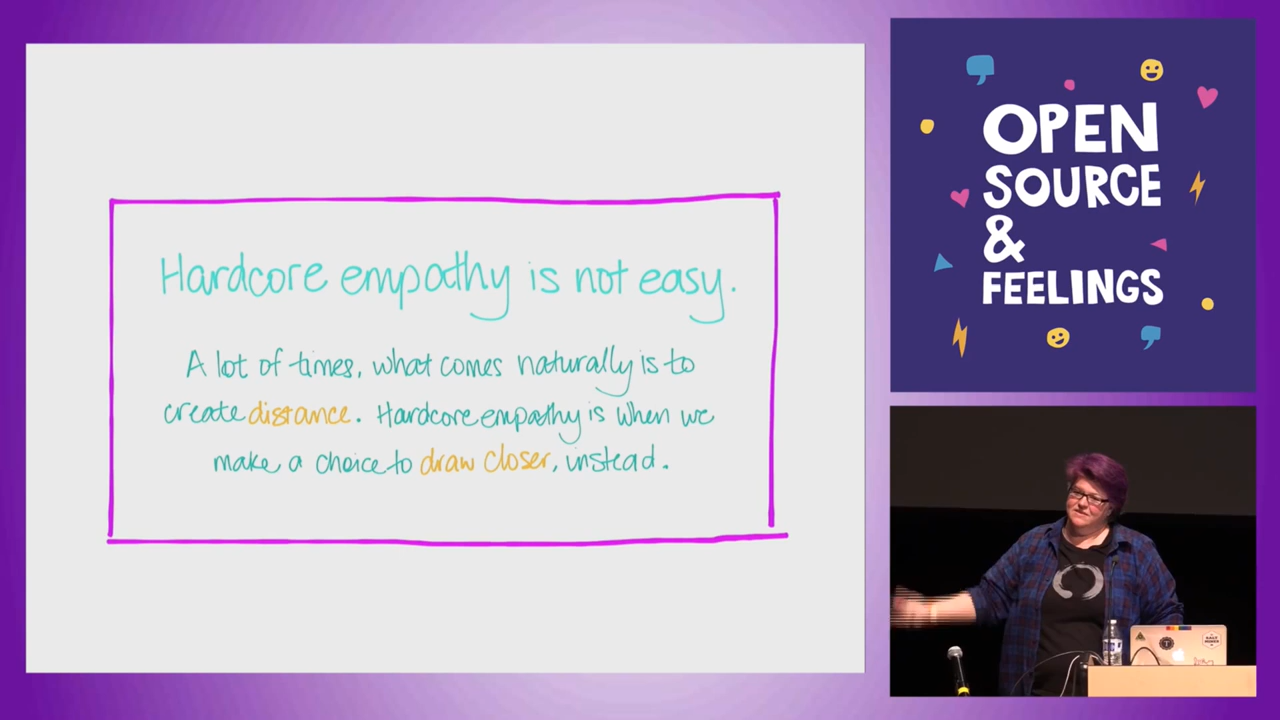 Hardcore empathy is not easy.
A lot of times, what comes naturally is to
create distance. Hardcore empathy is when we
make a choice to draw closer, instead.
OPEN
SOURCE
&
FEELINGS